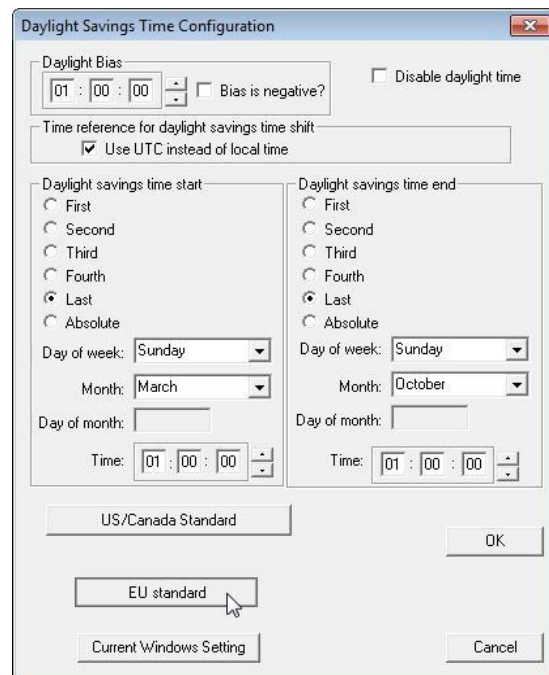 Daylight Savings Time Configuration
Daylight Bias
01 : 00 : 00
Bias is negative?
Disable daylight time
Time reference for daylight savings time shift
Use UTC instead of local time
Daylight savings time start
First
Second
Third
Fourth
Last
Absolute
Day of week: Sunday
Month: March
Day of month:
Time: 01 : 00 : 00
Daylight savings time end
First
Second
Third
Fourth
Last
Absolute
Day of week: Sunday
Month: October
Day of month:
Time: 01 : 00 : 00
US/Canada Standard
OK
EU standard
Current Windows Setting
Cancel